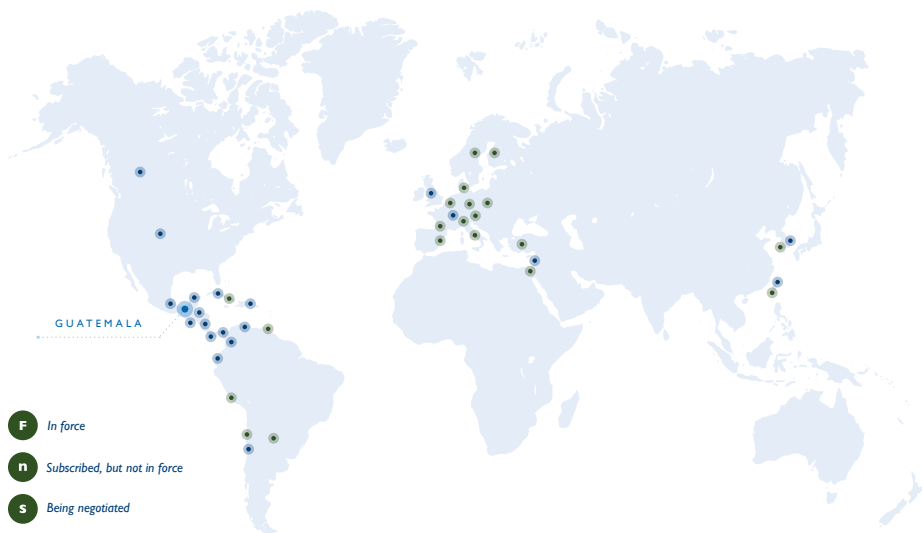 GUATEMALA
F In force
n Subscribed, but not in force
s Being negotiated